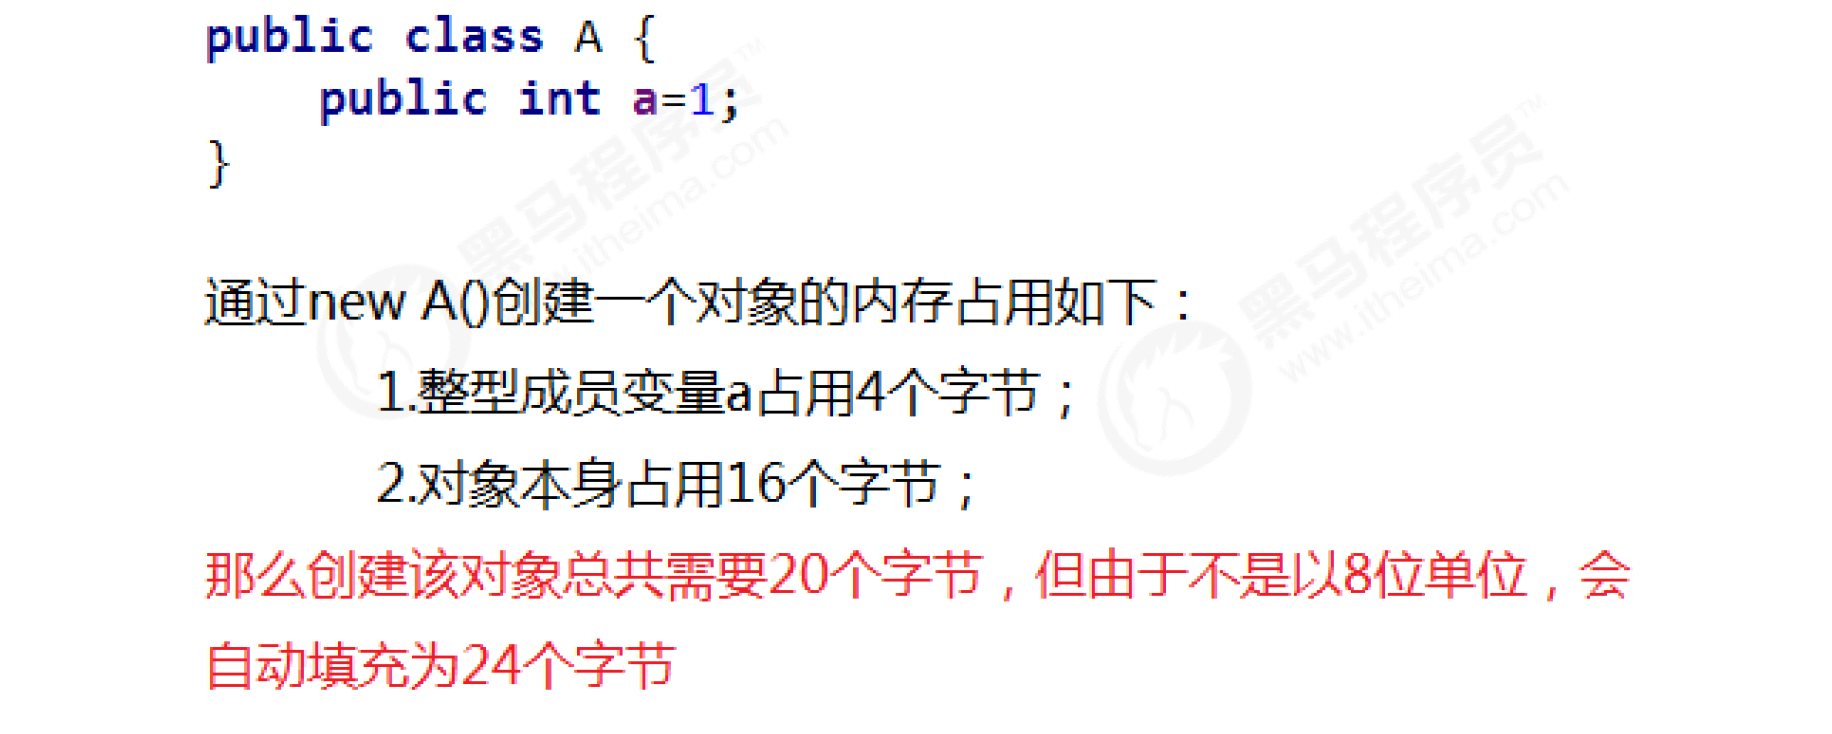 public class A {
public int a=1;
}
通过new A()创建一个对象的内存占用如下：
1.整型成员变量a占用4个字节；
2.对象本身占用16个字节；
那么创建该对象总共需要20个字节，但由于不是以8位单位，会
自动填充为24个字节
黑马程序员™
www.itheima.com
黑马程序员™
www.itheima.com